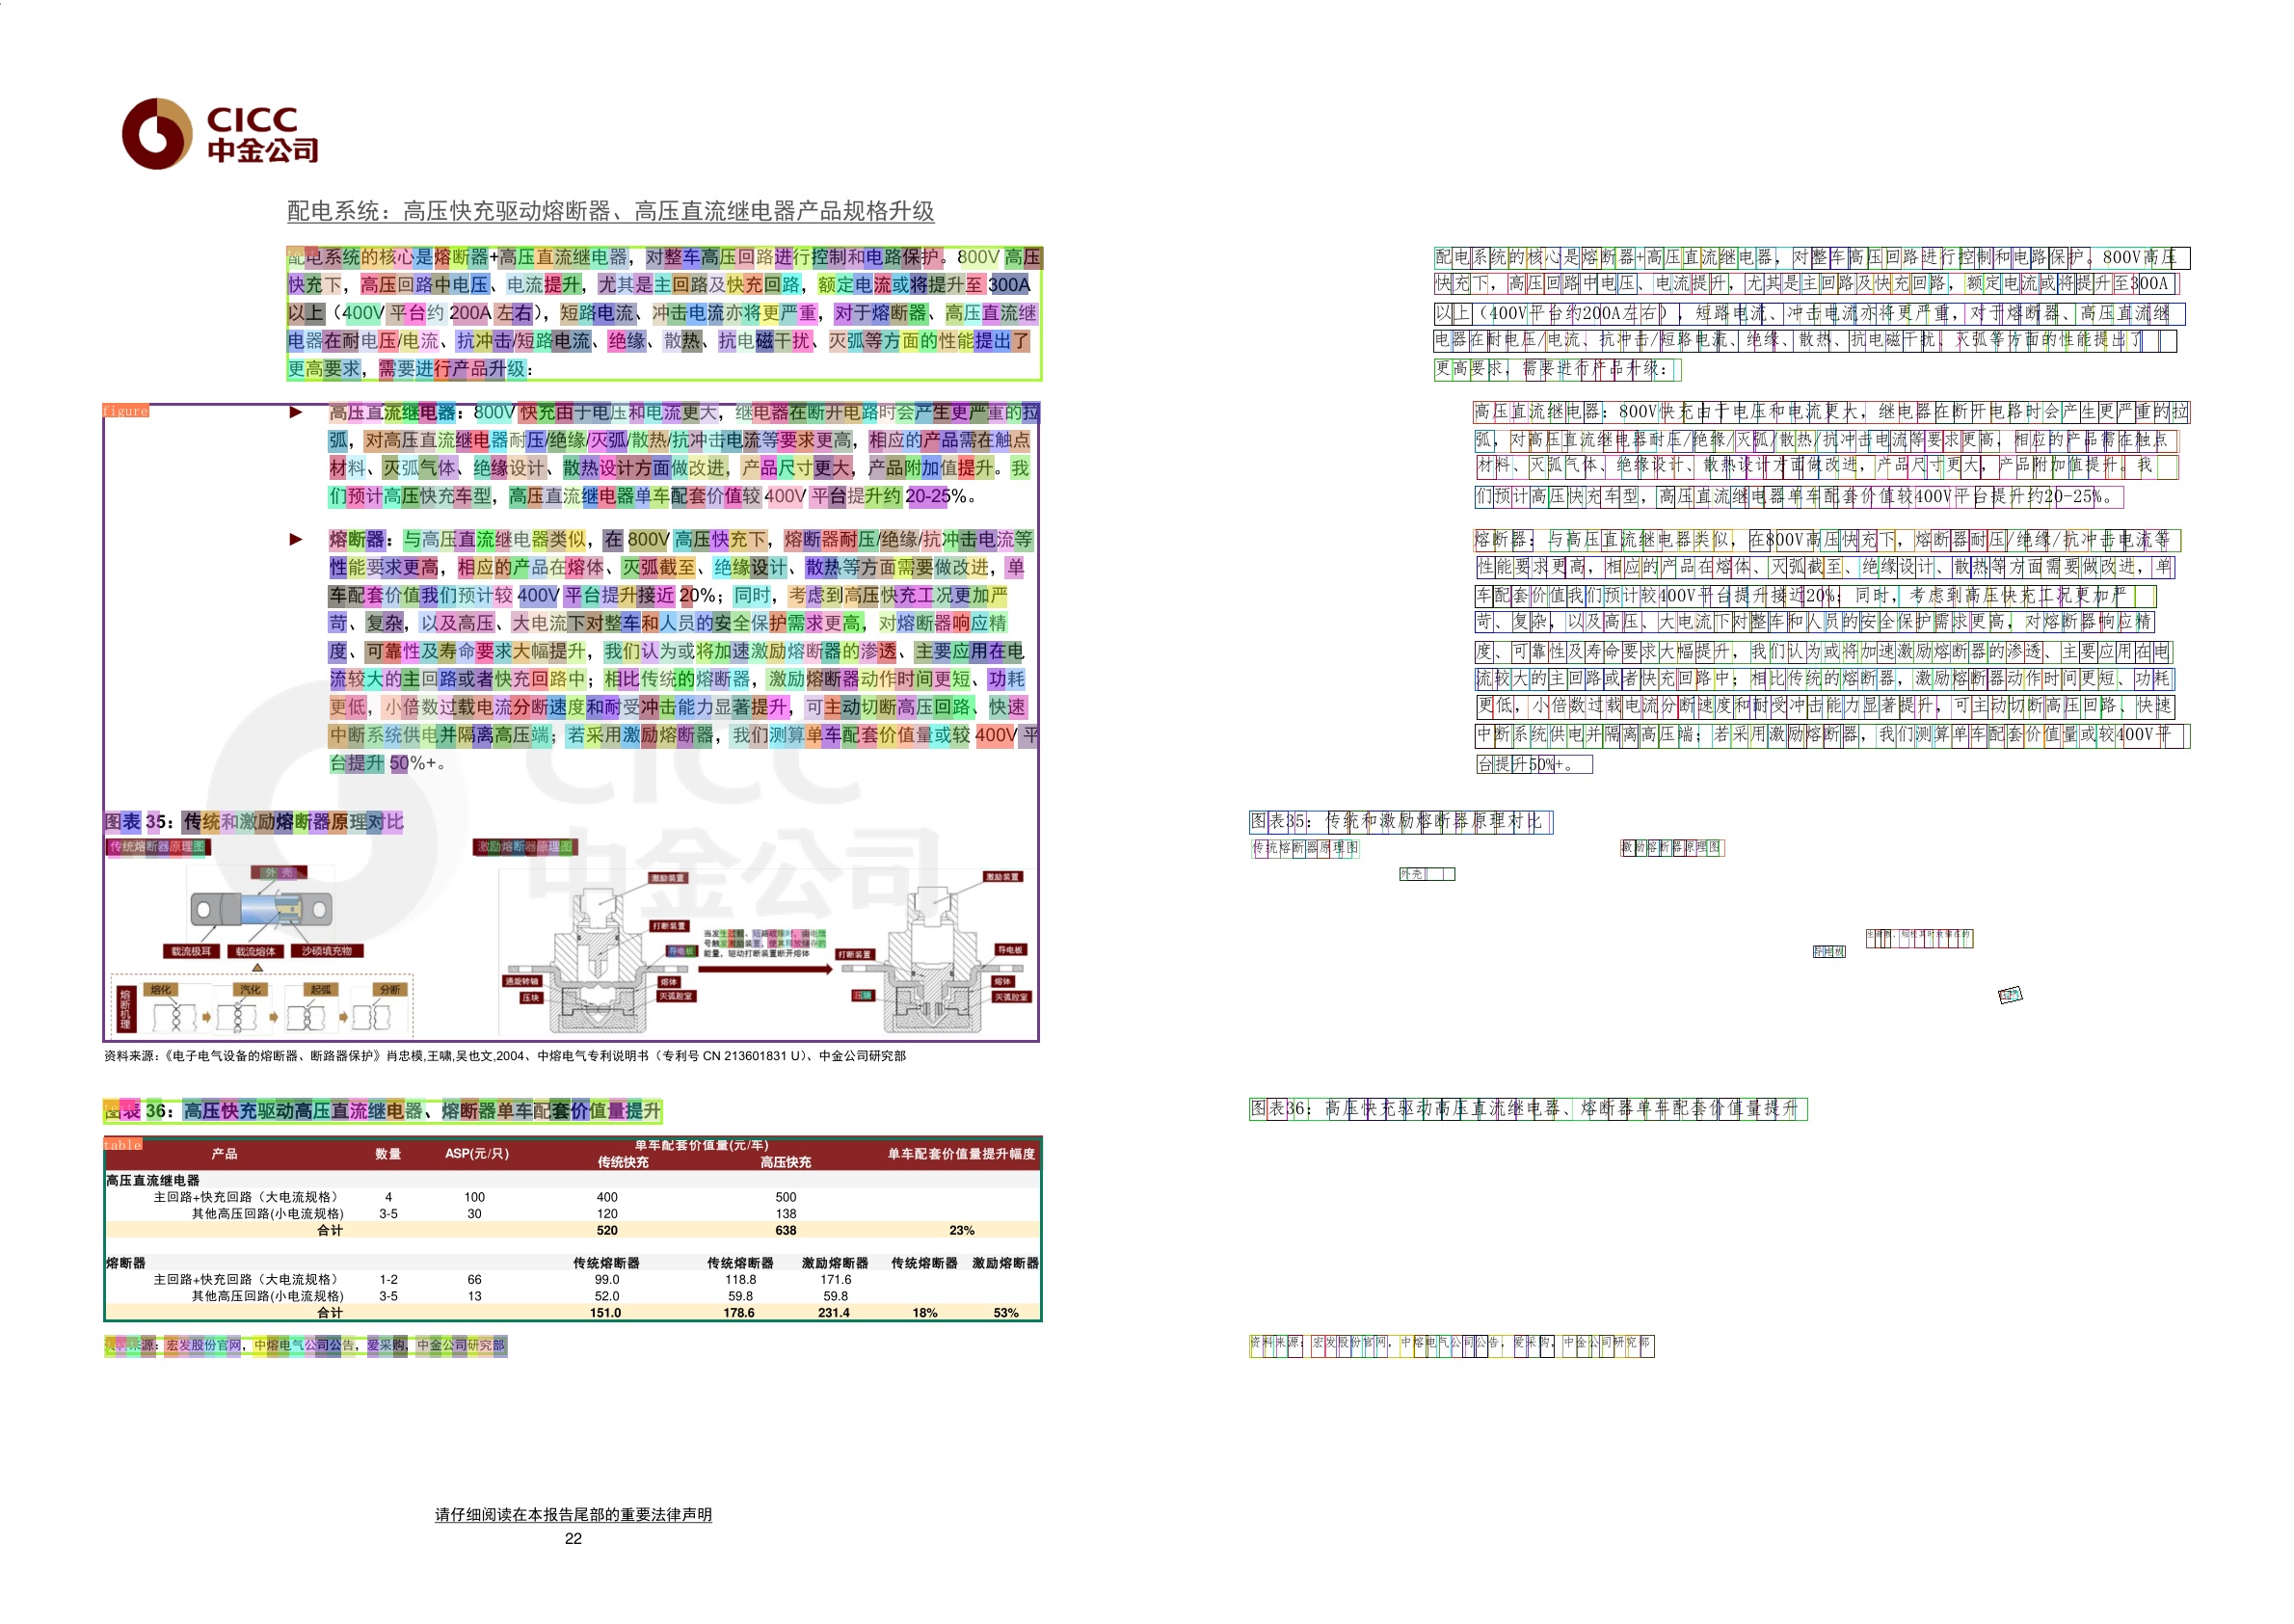 CICC
中金公司
配电系统：高压快充驱动熔断器、高压直流继电器产品规格升级
配电系统的核心是熔断器+高压直流继电器，对整车高压回路进行控制和电路保护。800V 高压
快充下，高压回路中电压、电流提升，尤其是主回路及快充回路，额定电流或将提升至 300A
以上（400V 平台约 200A 左右），短路电流、冲击电流亦将更严重，对于熔断器、高压直流继
电器在耐电压/电流、抗冲击/短路电流、绝缘、散热、抗电磁干扰、灭弧等方面的性能提出了
更高要求，需要进行产品升级：
figure
► 高压直流继电器：800V 快充由于电压和电流更大，继电器在断开电路时会产生更严重的拉
弧，对高压直流继电器耐压/绝缘/灭弧/散热/抗冲击电流等要求更高，相应的产品需在触点
材料、灭弧气体、绝缘设计、散热设计方面做改进，产品尺寸更大，产品附加值提升。我
们预计高压快充车型，高压直流继电器单车配套价值较 400V 平台提升约 20-25%。
► 熔断器：与高压直流继电器类似，在 800V 高压快充下，熔断器耐压/绝缘/抗冲击电流等
性能要求更高，相应的产品在熔体、灭弧截至、绝缘设计、散热等方面需要做改进，单
车配套价值我们预计较 400V 平台提升接近 20%；同时，考虑到高压快充工况更加严
苛、复杂，以及高压、大电流下对整车和人员的安全保护需求更高，对熔断器响应精
度、可靠性及寿命要求大幅提升，我们认为或将加速激励熔断器的渗透、主要应用在电
流较大的主回路或者快充回路中；相比传统的熔断器，激励熔断器动作时间更短、功耗
更低，小倍数过载电流分断速度和耐受冲击能力显著提升，可主动切断高压回路、快速
中断系统供电并隔离高压端；若采用激励熔断器，我们测算单车配套价值量或较 400V 平
台提升 50%+。
图表 35：传统和激励熔断器原理对比
传统熔断器原理图
激励熔断器原理图
外 壳
载流极耳 载流熔体 沙硕填充物
熔断机理 熔化 汽化 起弧 分断
激励装置
打断装置
导电板
通能转轴
压块
熔体
灭弧腔室
当发生过载、短路故障时，由电信
号触发激励装置，使其释放储存的
能量，驱动打断装置断开熔体
激励装置
打断装置
导电板
熔体
压块
灭弧腔室
CICC
中金公司
资料来源：《电子电气设备的熔断器、断路器保护》肖忠模,王啸,吴也文,2004、中熔电气专利说明书（专利号 CN 213601831 U）、中金公司研究部
图表 36：高压快充驱动高压直流继电器、熔断器单车配套价值量提升
table
产品 数量 ASP(元/只) 单车配套价值量(元/车) 单车配套价值量提升幅度
传统快充 高压快充
高压直流继电器
主回路+快充回路（大电流规格） 4 100 400 500
其他高压回路(小电流规格) 3-5 30 120 138
合计 520 638 23%
熔断器 传统熔断器 传统熔断器 激励熔断器 传统熔断器 激励熔断器
主回路+快充回路（大电流规格） 1-2 66 99.0 118.8 171.6
其他高压回路(小电流规格) 3-5 13 52.0 59.8 59.8
合计 151.0 178.6 231.4 18% 53%
资料来源：宏发股份官网，中熔电气公司公告，爱采购，中金公司研究部
请仔细阅读在本报告尾部的重要法律声明
22
配电系统的核心是熔断器+高压直流继电器，对整车高压回路进行控制和电路保护。800V高压
快充下，高压回路中电压、电流提升，尤其是主回路及快充回路，额定电流或将提升至300A
以上（400V平台约200A左右），短路电流、冲击电流亦将更严重，对于熔断器、高压直流继
电器在耐电压/电流、抗冲击/短路电流、绝缘、散热、抗电磁干扰、灭弧等方面的性能提出了
更高要求，需要进行产品升级：
高压直流继电器：800V快充由于电压和电流更大，继电器在断开电路时会产生更严重的拉
弧，对高压直流继电器耐压/绝缘/灭弧/散热/抗冲击电流等要求更高，相应的产品需在触点
材料、灭弧气体、绝缘设计、散热设计方面做改进，产品尺寸更大，产品附加值提升。我
们预计高压快充车型，高压直流继电器单车配套价值较400V平台提升约20-25%。
熔断器：与高压直流继电器类似，在800V高压快充下，熔断器耐压/绝缘/抗冲击电流等
性能要求更高，相应的产品在熔体、灭弧截至、绝缘设计、散热等方面需要做改进，单
车配套价值我们预计较400V平台提升接近20%；同时，考虑到高压快充工况更加严
苛、复杂，以及高压、大电流下对整车和人员的安全保护需求更高，对熔断器响应精
度、可靠性及寿命要求大幅提升，我们认为或将加速激励熔断器的渗透、主要应用在电
流较大的主回路或者快充回路中；相比传统的熔断器，激励熔断器动作时间更短、功耗
更低，小倍数过载电流分断速度和耐受冲击能力显著提升，可主动切断高压回路、快速
中断系统供电并隔离高压端；若采用激励熔断器，我们测算单车配套价值量或较400V平
台提升50%+。
图表35：传统和激励熔断器原理对比
传统熔断器原理图
激励熔断器原理图
外壳
导电板
图表36：高压快充驱动高压直流继电器、熔断器单车配套价值量提升
资料来源：宏发股份官网，中熔电气公司公告，爱采购，中金公司研究部